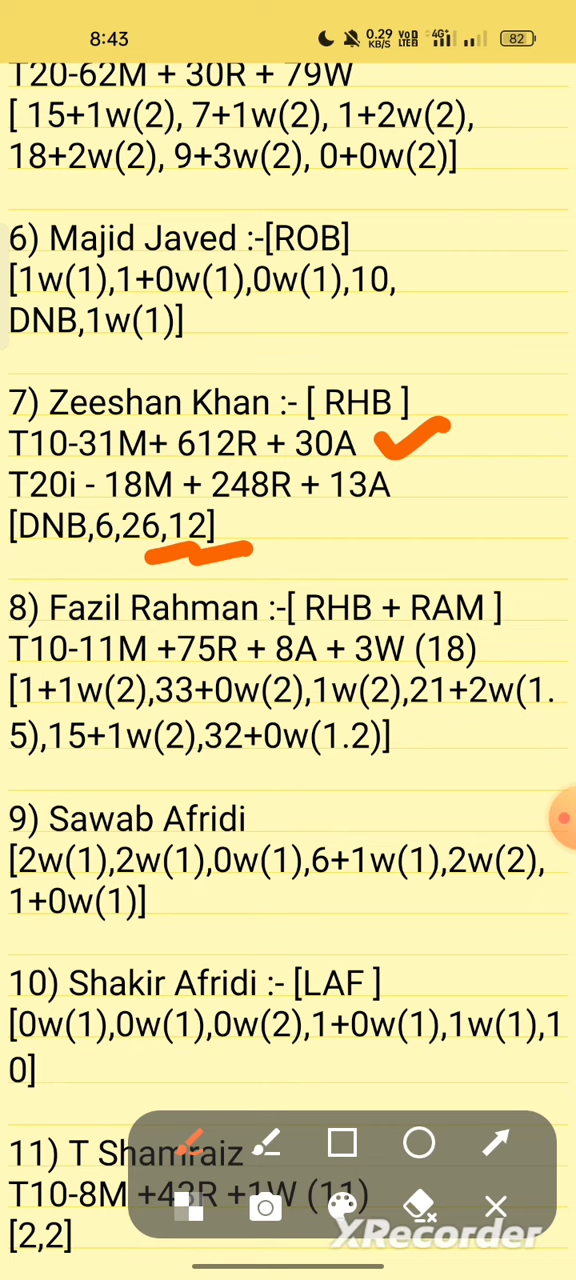 8:43 0.29 KB/S VoD LTE2 4G+ 82
T20-62M + 30R + 79W
[ 15+1w(2), 7+1w(2), 1+2w(2),
18+2w(2), 9+3w(2), 0+0w(2)]
6) Majid Javed :-[ROB]
[1w(1),1+0w(1),0w(1),10,
DNB,1w(1)]
7) Zeeshan Khan :- [ RHB ]
T10-31M+ 612R + 30A
T20i - 18M + 248R + 13A
[DNB,6,26,12]
8) Fazil Rahman :-[ RHB + RAM ]
T10-11M +75R + 8A + 3W (18)
[1+1w(2),33+0w(2),1w(2),21+2w(1.
5),15+1w(2),32+0w(1.2)]
9) Sawab Afridi
[2w(1),2w(1),0w(1),6+1w(1),2w(2),
1+0w(1)]
10) Shakir Afridi :- [LAF ]
[0w(1),0w(1),0w(2),1+0w(1),1w(1),1
0]
11) T Shamraiz
T10-8M +43R +1W (11)
[2,2]
XRecorder